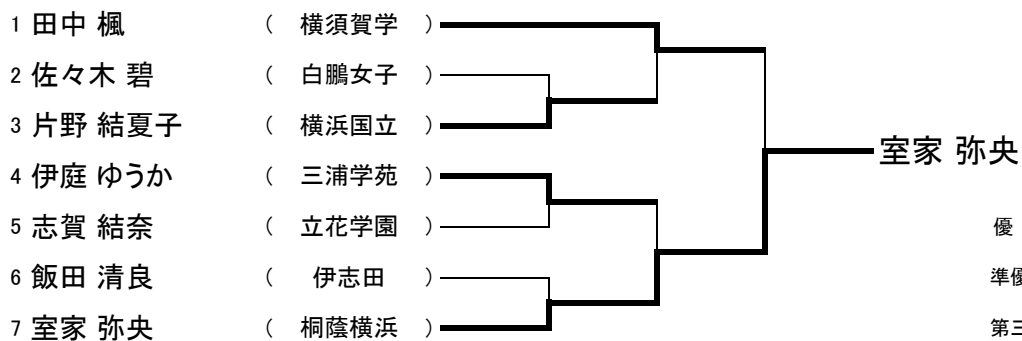 1 田中 楓 ( 横須賀学 )
2 佐々木 碧 ( 白鵬女子 )
3 片野 結夏子 ( 横浜国立 )
室家 弥央
4 伊庭 ゆうか ( 三浦学苑 )
5 志賀 結奈 ( 立花学園 )
優
6 飯田 清良 ( 伊志田 )
準優
7 室家 弥央 ( 桐蔭横浜 )
第三